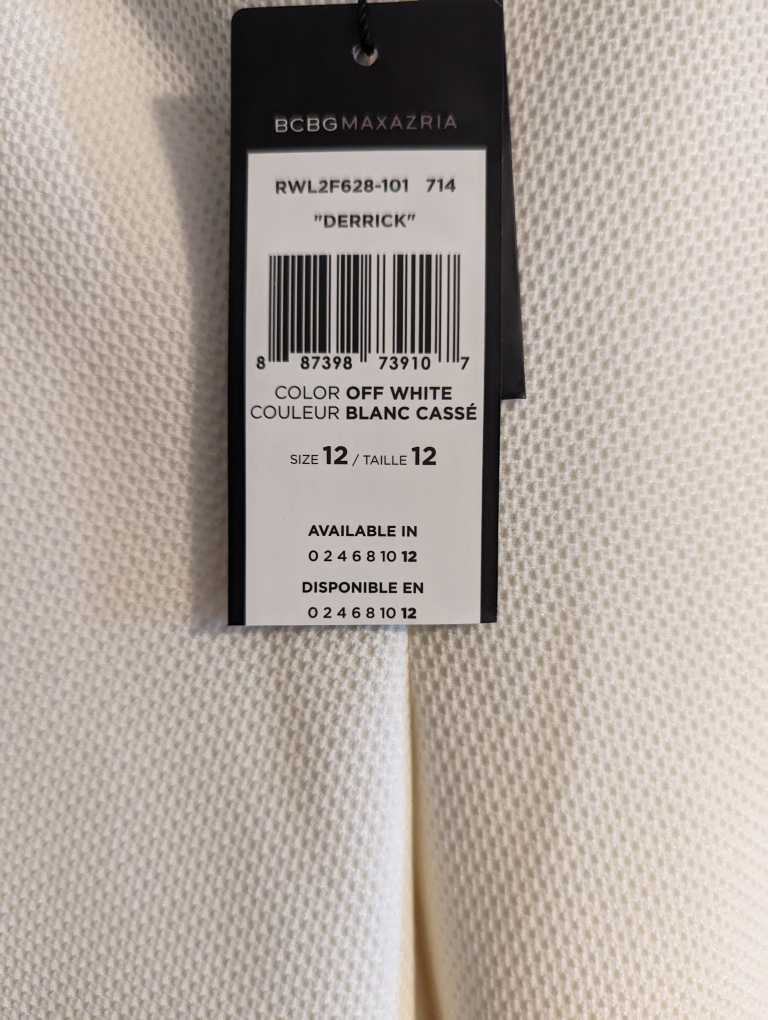 BCBGMAXAZRIA
RWL2F628-101 714
"DERRICK"
8 87398 73910 7
COLOR OFF WHITE
COULEUR BLANC CASSÉ
SIZE 12 / TAILLE 12
AVAILABLE IN
0 2 4 6 8 10 12
DISPONIBLE EN
0 2 4 6 8 10 12